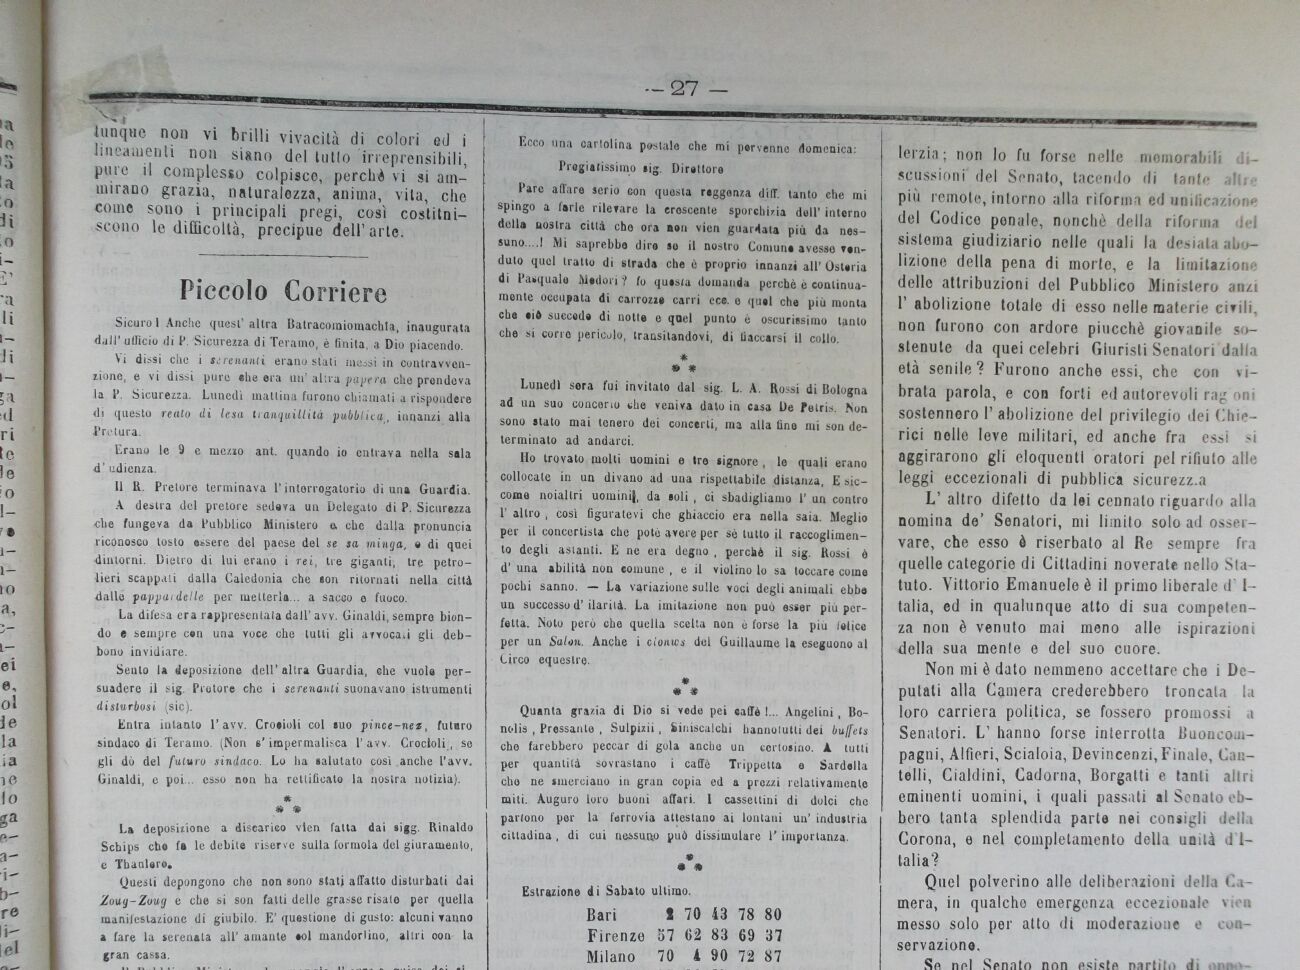 27
tunque non vi brilli vivacità di colori ed i
lineamenti non siano del tutto irreprensibili,
pure il complesso colpisce, perchè vi si am-
mirano grazia, naturalezza, anima, vita, che
come sono i principali pregi, così costitui-
scono le difficoltà, precipue dell'arte.
Piccolo Corriere
Sicuro! Anche quest'altra Batracomiomachia, inaugurata
dall'ufficio di P. Sicurezza di Teramo, è finita, a Dio piacendo.
Vi dissi che i serenanti erano stati messi in contravven-
zione, e vi dissi pure che era un'altra papera che prendeva
la P. Sicurezza. Lunedì mattina furono chiamati a rispondere
di questo reato di lesa tranquillità pubblica, innanzi alla
Pretura.
Erano le 9 e mezzo ant. quando io entrava nella sala
d'udienza.
Il R. Pretore terminava l'interrogatorio di una Guardia.
A destra del pretore sedeva un Delegato di P. Sicurezza
che fungeva da Pubblico Ministero e che dalla pronuncia
riconosco tosto essere del paese del se sa minga, e di quei
dintorni. Dietro di lui erano i rei, tre giganti, tre petro-
lieri scappati dalla Caledonia che son ritornati nella città
dalle pappardelle per metterla... a sacco e fuoco.
La difesa era rappresentata dall'avv. Ginaldi, sempre bion-
do e sempre con una voce che tutti gli avvocati gli deb-
bono invidiare.
Sento la deposizione dell'altra Guardia, che vuole per-
suadere il sig. Pretore che i serenanti suonavano istrumenti
disturbosi (sic).
Entra intanto l'avv. Crocioli col suo pince-nez, futuro
sindaco di Teramo. (Non s'impermalisca l'avv. Crocioli, se
gli dò del futuro sindaco. Lo ha salutato così anche l'avv.
Ginaldi, e poi... esso non ha rettificato la nostra notizia).
* * *
La deposizione a discarico vien fatta dai sigg. Rinaldo
Schips che fa le debite riserve sulla formola del giuramento,
e Thaulero.
Questi depongono che non sono stati affatto disturbati dai
Zoug-Zoug e che si son fatti delle grasse risate per quella
manifestazione di giubilo. E' questione di gusto: alcuni vanno
a fare la serenata all'amante col mandorlino, altri con la
gran cassa.
Ecco una cartolina postale che mi pervenne domenica:
Pregiatissimo sig. Direttore
Pare affare serio con questa reggenza diff. tanto che mi
spingo a farle rilevare la crescente sporchizia dell'interno
della nostra città che ora non vien guardata più da nes-
suno....! Mi saprebbe dire se il nostro Comune avesse ven-
duto quel tratto di strada che è proprio innanzi all'Osteria
di Pasquale Medori? fo questa domanda perchè è continua-
mente occupata di carrozze carri ecc. e quel che più monta
che ciò succede di notte e quel punto è oscurissimo tanto
che si corre pericolo, transitandovi, di fiaccarsi il collo.
* * *
Lunedì sera fui invitato dal sig. L. A. Rossi di Bologna
ad un suo concerto che veniva dato in casa De Petris. Non
sono stato mai tenero dei concerti, ma alla fine mi son de-
terminato ad andarci.
Ho trovato molti uomini e tre signore, le quali erano
collocate in un divano ad una rispettabile distanza. E sic-
come noialtri uomini, da soli, ci sbadigliamo l'un contro
l'altro, così figuratevi che ghiaccio era nella saia. Meglio
per il concertista che potè avere per sè tutto il raccoglimen-
to degli astanti. E ne era degno, perchè il sig. Rossi è
d'una abilità non comune, e il violino lo sa toccare come
pochi sanno. — La variazione sulle voci degli animali ebbe
un successo d'ilarità. La imitazione non può esser più per-
fetta. Noto però che quella scelta non è forse la più felice
per un Salon. Anche i clonws del Guillaume la eseguono al
Circo equestre.
* * *
Quanta grazia di Dio si vede pei caffè!... Angelini, Bo-
nolis, Pressante, Sulpizii, Siniscalchi hanno tutti dei buffets
che farebbero peccar di gola anche un certosino. A tutti
per quantità sovrastano i caffè Trippetta e Sardella
che ne smerciano in gran copia ed a prezzi relativamente
miti. Auguro loro buoni affari. I cassettini di dolci che
partono per la ferrovia attestano ai lontani un'industria
cittadina, di cui nessuno può dissimulare l'importanza.
* * *
Estrazione di Sabato ultimo.
Bari 2 70 43 78 80
Firenze 57 62 83 69 37
Milano 70 4 90 72 87
lerzia; non lo fu forse nelle memorabili di-
scussioni del Senato, tacendo di tante altre
più remote, intorno alla riforma ed unificazione
del Codice penale, nonchè della riforma del
sistema giudiziario nelle quali la desiata abo-
lizione della pena di morte, e la limitazione
delle attribuzioni del Pubblico Ministero anzi
l'abolizione totale di esso nelle materie civili,
non furono con ardore piucchè giovanile so-
stenute da quei celebri Giuristi Senatori dalla
età senile? Furono anche essi, che con vi-
brata parola, e con forti ed autorevoli ragioni
sostennero l'abolizione del privilegio dei Chie-
rici nelle leve militari, ed anche fra essi si
aggirarono gli eloquenti oratori pel rifiuto alle
leggi eccezionali di pubblica sicurezz.a
L'altro difetto da lei cennato riguardo alla
nomina de' Senatori, mi limito solo ad osser-
vare, che esso è riserbato al Re sempre fra
quelle categorie di Cittadini noverate nello Sta-
tuto. Vittorio Emanuele è il primo liberale d'I-
talia, ed in qualunque atto di sua competen-
za non è venuto mai meno alle ispirazioni
della sua mente e del suo cuore.
Non mi è dato nemmeno accettare che i De-
putati alla Camera crederebbero troncata la
loro carriera politica, se fossero promossi a
Senatori. L'hanno forse interrotta Buoncom-
pagni, Alfieri, Scialoia, Devincenzi, Finale, Can-
telli, Cialdini, Cadorna, Borgatti e tanti altri
eminenti uomini, i quali passati al Senato eb-
bero tanta splendida parte nei consigli della
Corona, e nel completamento della unità d'I-
talia?
Quel polverino alle deliberazioni della Ca-
mera, in qualche emergenza eccezionale vien
messo solo per atto di moderazione e con-
servazione.
Se nel Senato non esiste partito di